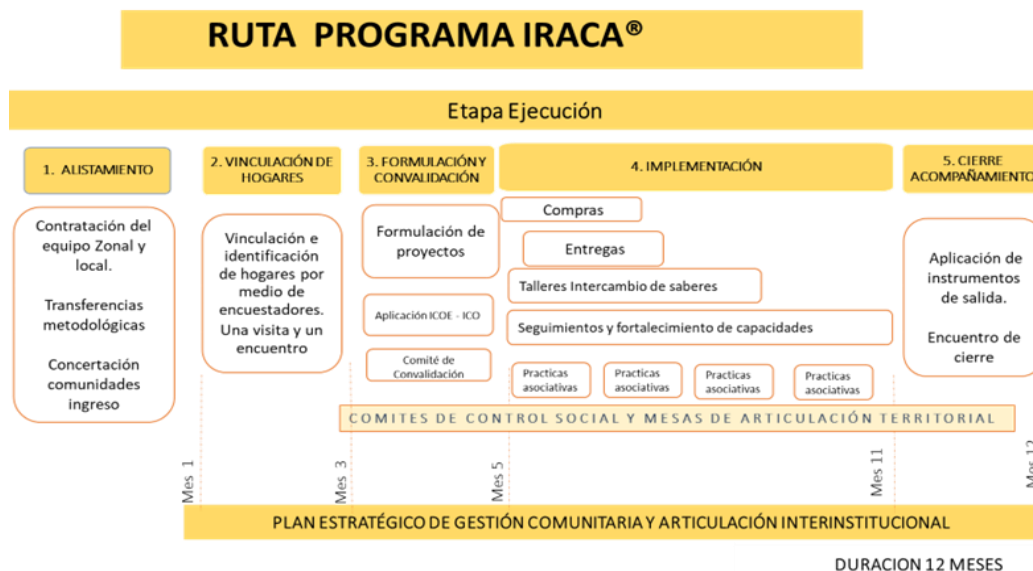 RUTA PROGRAMA IRACA®
Etapa Ejecución
1. ALISTAMIENTO
Contratación del
equipo Zonal y
local.
Transferencias
metodológicas
Concertación
comunidades
ingreso
2. VINCULACIÓN DE
HOGARES
Vinculación e
identificación
de hogares por
medio de
encuestadores.
Una visita y un
encuentro
3. FORMULACIÓN Y
CONVALIDACIÓN
Formulación de
proyectos
Aplicación ICOE - ICO
Comité de
Convalidación
4. IMPLEMENTACIÓN
Compras
Entregas
Talleres Intercambio de saberes
Seguimientos y fortalecimiento de capacidades
Practicas
asociativas
Practicas
asociativas
Practicas
asociativas
Practicas
asociativas
5. CIERRE
ACOMPAÑAMIENTO
Aplicación de
instrumentos
de salida.
Encuentro de
cierre
COMITES DE CONTROL SOCIAL Y MESAS DE ARTICULACIÓN TERRITORIAL
Mes 1
Mes 3
Mes 5
Mes 11
Mes 12
PLAN ESTRATÉGICO DE GESTIÓN COMUNITARIA Y ARTICULACIÓN INTERINSTITUCIONAL
DURACION 12 MESES